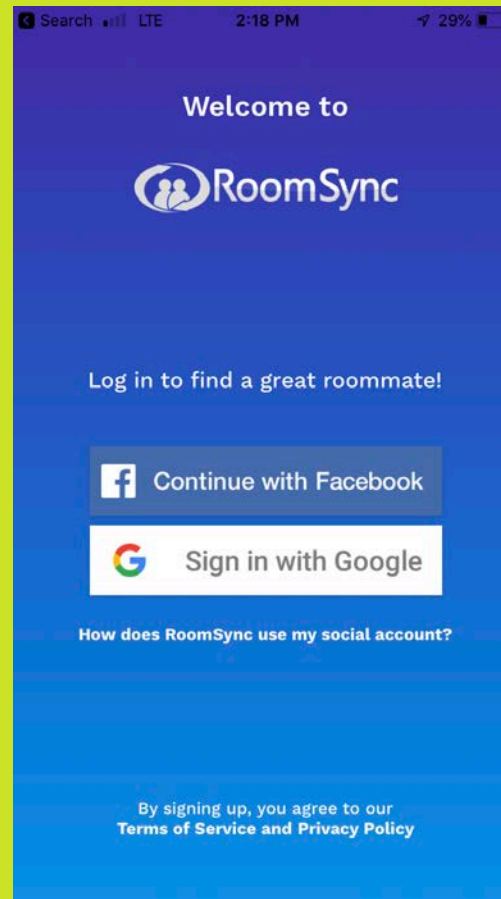 Search LTE 2:18 PM 29%
Welcome to
RoomSync
Log in to find a great roommate!
Continue with Facebook
Sign in with Google
How does RoomSync use my social account?
By signing up, you agree to our
Terms of Service and Privacy Policy